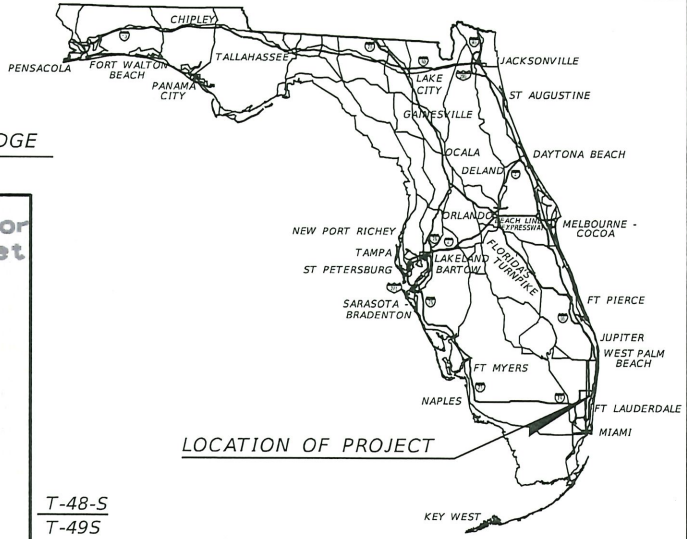 CHIPLEY
PENSACOLA
FORT WALTON
BEACH
PANAMA
CITY
TALLAHASSEE
JACKSONVILLE
LAKE
CITY
ST AUGUSTINE
GAINESVILLE
DGE
OCALA
DAYTONA BEACH
DELAND
or
et
NEW PORT RICHEY
ORLANDO
BEACH LINE
EXPRESSWAY
MELBOURNE -
COCOA
TAMPA
LAKELAND
ST PETERSBURG
BARTOW
FLORIDA'S
TURNPIKE
SARASOTA -
BRADENTON
FT PIERCE
JUPITER
WEST PALM
BEACH
FT MYERS
NAPLES
FT LAUDERDALE
MIAMI
LOCATION OF PROJECT
T-48-S
T-49S
KEY WEST